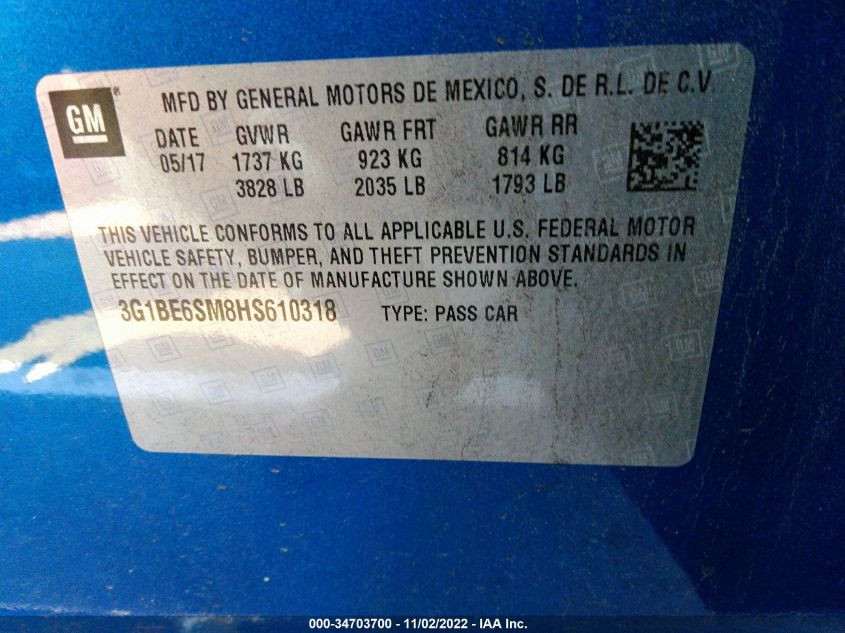 GM
MFD BY GENERAL MOTORS DE MEXICO, S. DE R.L. DE C.V.
DATE GVWR GAWR FRT GAWR RR
05/17 1737 KG 923 KG 814 KG
3828 LB 2035 LB 1793 LB
THIS VEHICLE CONFORMS TO ALL APPLICABLE U.S. FEDERAL MOTOR
VEHICLE SAFETY, BUMPER, AND THEFT PREVENTION STANDARDS IN
EFFECT ON THE DATE OF MANUFACTURE SHOWN ABOVE.
3G1BE6SM8HS610318 TYPE: PASS CAR
000-34703700 - 11/02/2022 - IAA Inc.